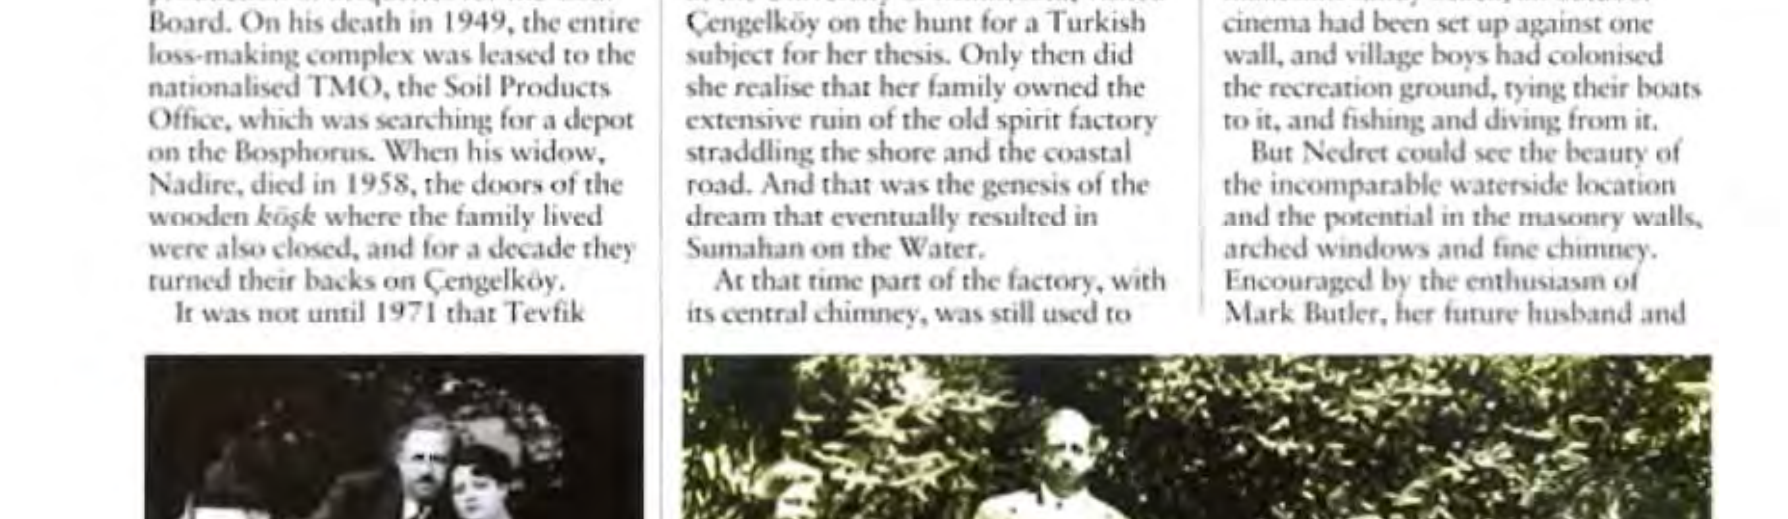 Board. On his death in 1949, the entire
loss-making complex was leased to the
nationalised TMO, the Soil Products
Office, which was searching for a depot
on the Bosphorus. When his widow,
Nadire, died in 1958, the doors of the
wooden köşk where the family lived
were also closed, and for a decade they
turned their backs on Çengelköy.
It was not until 1971 that Tevfik
Çengelköy on the hunt for a Turkish
subject for her thesis. Only then did
she realise that her family owned the
extensive ruin of the old spirit factory
straddling the shore and the coastal
road. And that was the genesis of the
dream that eventually resulted in
Sumahan on the Water.
At that time part of the factory, with
its central chimney, was still used to
cinema had been set up against one
wall, and village boys had colonised
the recreation ground, tying their boats
to it, and fishing and diving from it.
But Nedret could see the beauty of
the incomparable waterside location
and the potential in the masonry walls,
arched windows and fine chimney.
Encouraged by the enthusiasm of
Mark Butler, her future husband and